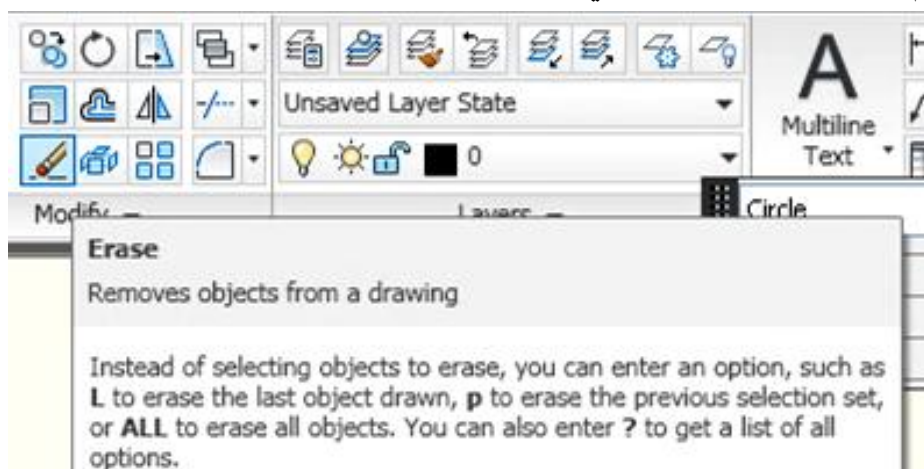 Unsaved Layer State
0
Multiline
Text
Modify
Layers
Circle
Erase
Removes objects from a drawing
Instead of selecting objects to erase, you can enter an option, such as
L to erase the last object drawn, p to erase the previous selection set,
or ALL to erase all objects. You can also enter ? to get a list of all
options.